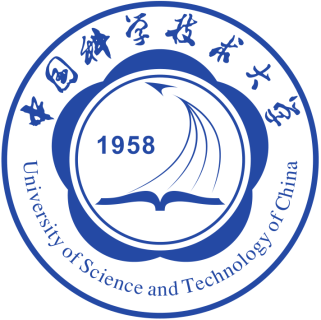 中国科学技术大学
1958
University of Science and Technology of China